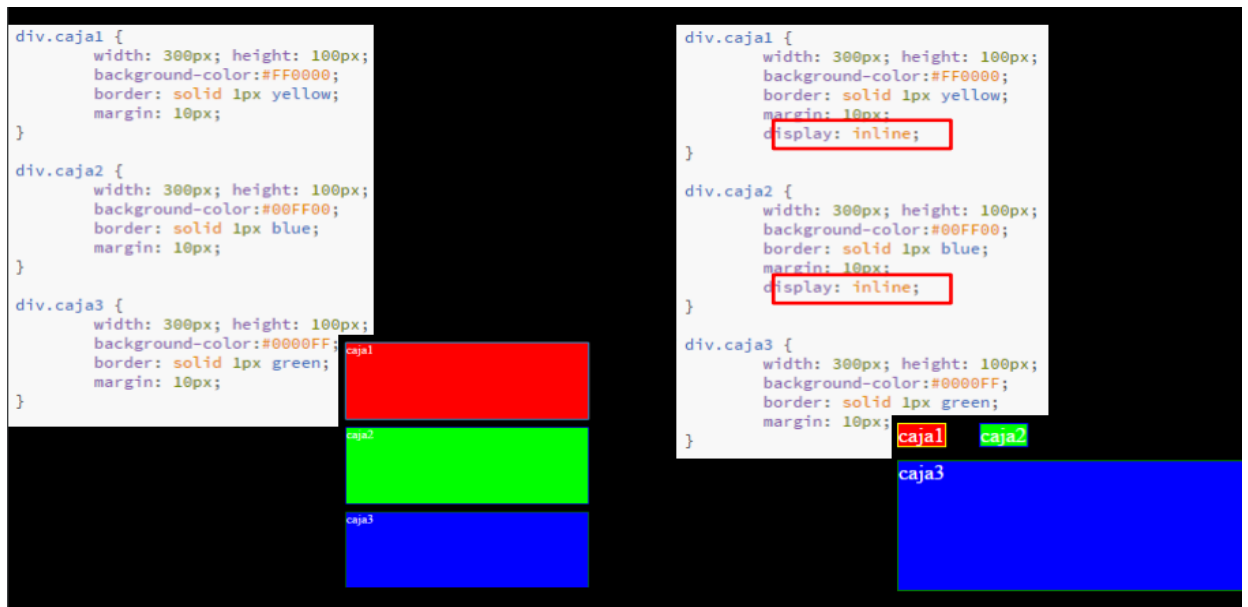 div.caja1 {
width: 300px; height: 100px;
background-color:#FF0000;
border: solid 1px yellow;
margin: 10px;
}
div.caja2 {
width: 300px; height: 100px;
background-color:#00FF00;
border: solid 1px blue;
margin: 10px;
}
div.caja3 {
width: 300px; height: 100px;
background-color:#0000FF;
border: solid 1px green;
margin: 10px;
}
caja1
caja2
caja3
div.caja1 {
width: 300px; height: 100px;
background-color:#FF0000;
border: solid 1px yellow;
margin: 10px;
display: inline;
}
div.caja2 {
width: 300px; height: 100px;
background-color:#00FF00;
border: solid 1px blue;
margin: 10px;
display: inline;
}
div.caja3 {
width: 300px; height: 100px;
background-color:#0000FF;
border: solid 1px green;
margin: 10px;
}
caja1 caja2
caja3